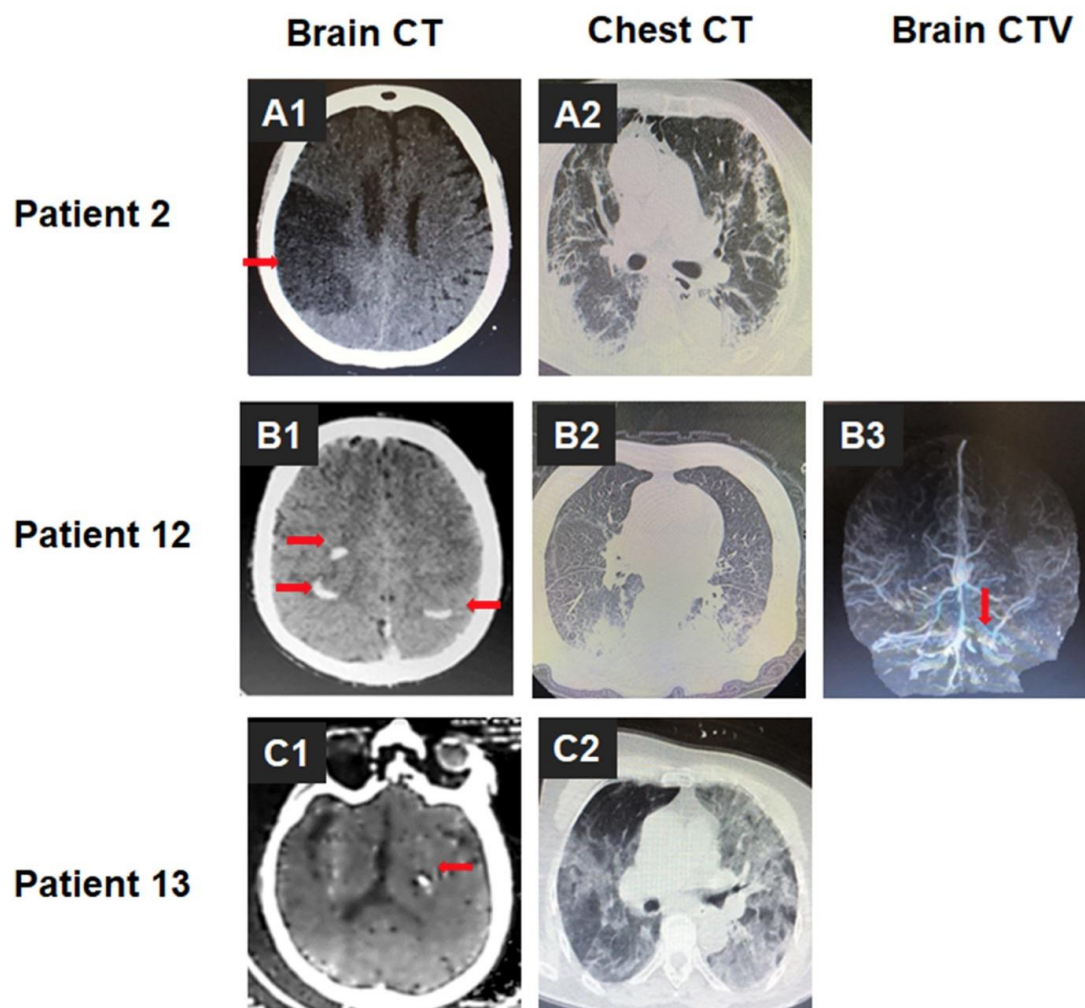 Brain CT Chest CT Brain CTV
Patient 2 A1 A2
Patient 12 B1 B2 B3
Patient 13 C1 C2